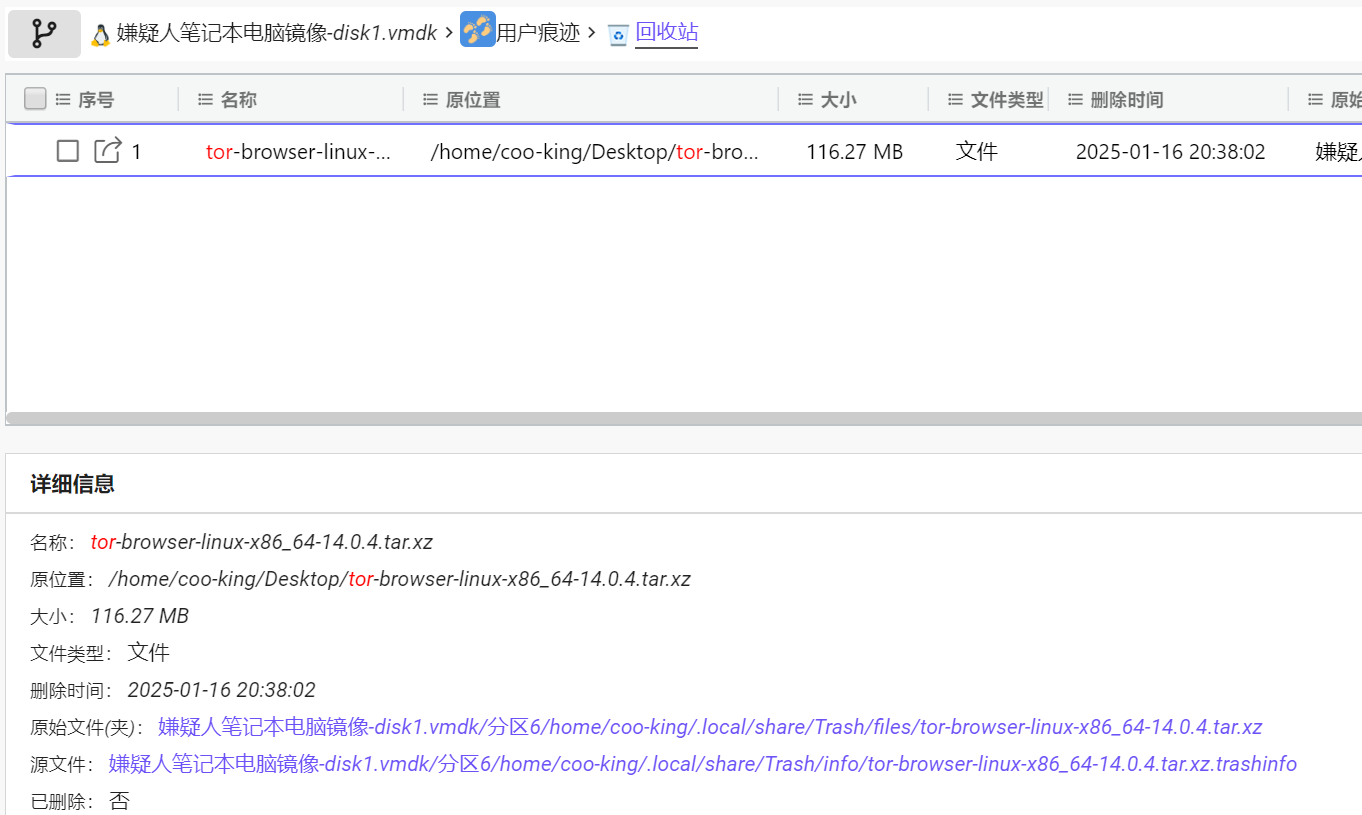 嫌疑人笔记本电脑镜像-disk1.vmdk > 用户痕迹 > 回收站
序号 名称 原位置 大小 文件类型 删除时间 原始
1 tor-browser-linux-... /home/coo-king/Desktop/tor-bro... 116.27 MB 文件 2025-01-16 20:38:02 嫌疑
详细信息
名称: tor-browser-linux-x86_64-14.0.4.tar.xz
原位置: /home/coo-king/Desktop/tor-browser-linux-x86_64-14.0.4.tar.xz
大小: 116.27 MB
文件类型: 文件
删除时间: 2025-01-16 20:38:02
原始文件(夹): 嫌疑人笔记本电脑镜像-disk1.vmdk/分区6/home/coo-king/.local/share/Trash/files/tor-browser-linux-x86_64-14.0.4.tar.xz
源文件: 嫌疑人笔记本电脑镜像-disk1.vmdk/分区6/home/coo-king/.local/share/Trash/info/tor-browser-linux-x86_64-14.0.4.tar.xz.trashinfo
已删除: 否